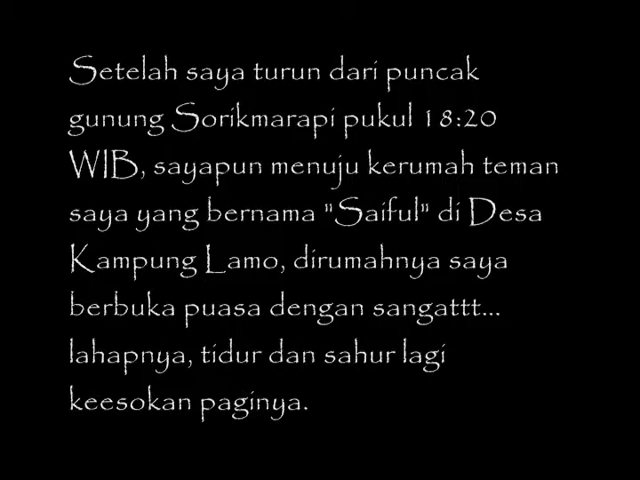 Setelah saya turun dari puncak
gunung Sorikmarapi pukul 18:20
WIB, sayapun menuju kerumah teman
saya yang bernama "Saiful" di Desa
Kampung Lamo, dirumahnya saya
berbuka puasa dengan sangattt...
lahapnya, tidur dan sahur lagi
keesokan paginya.